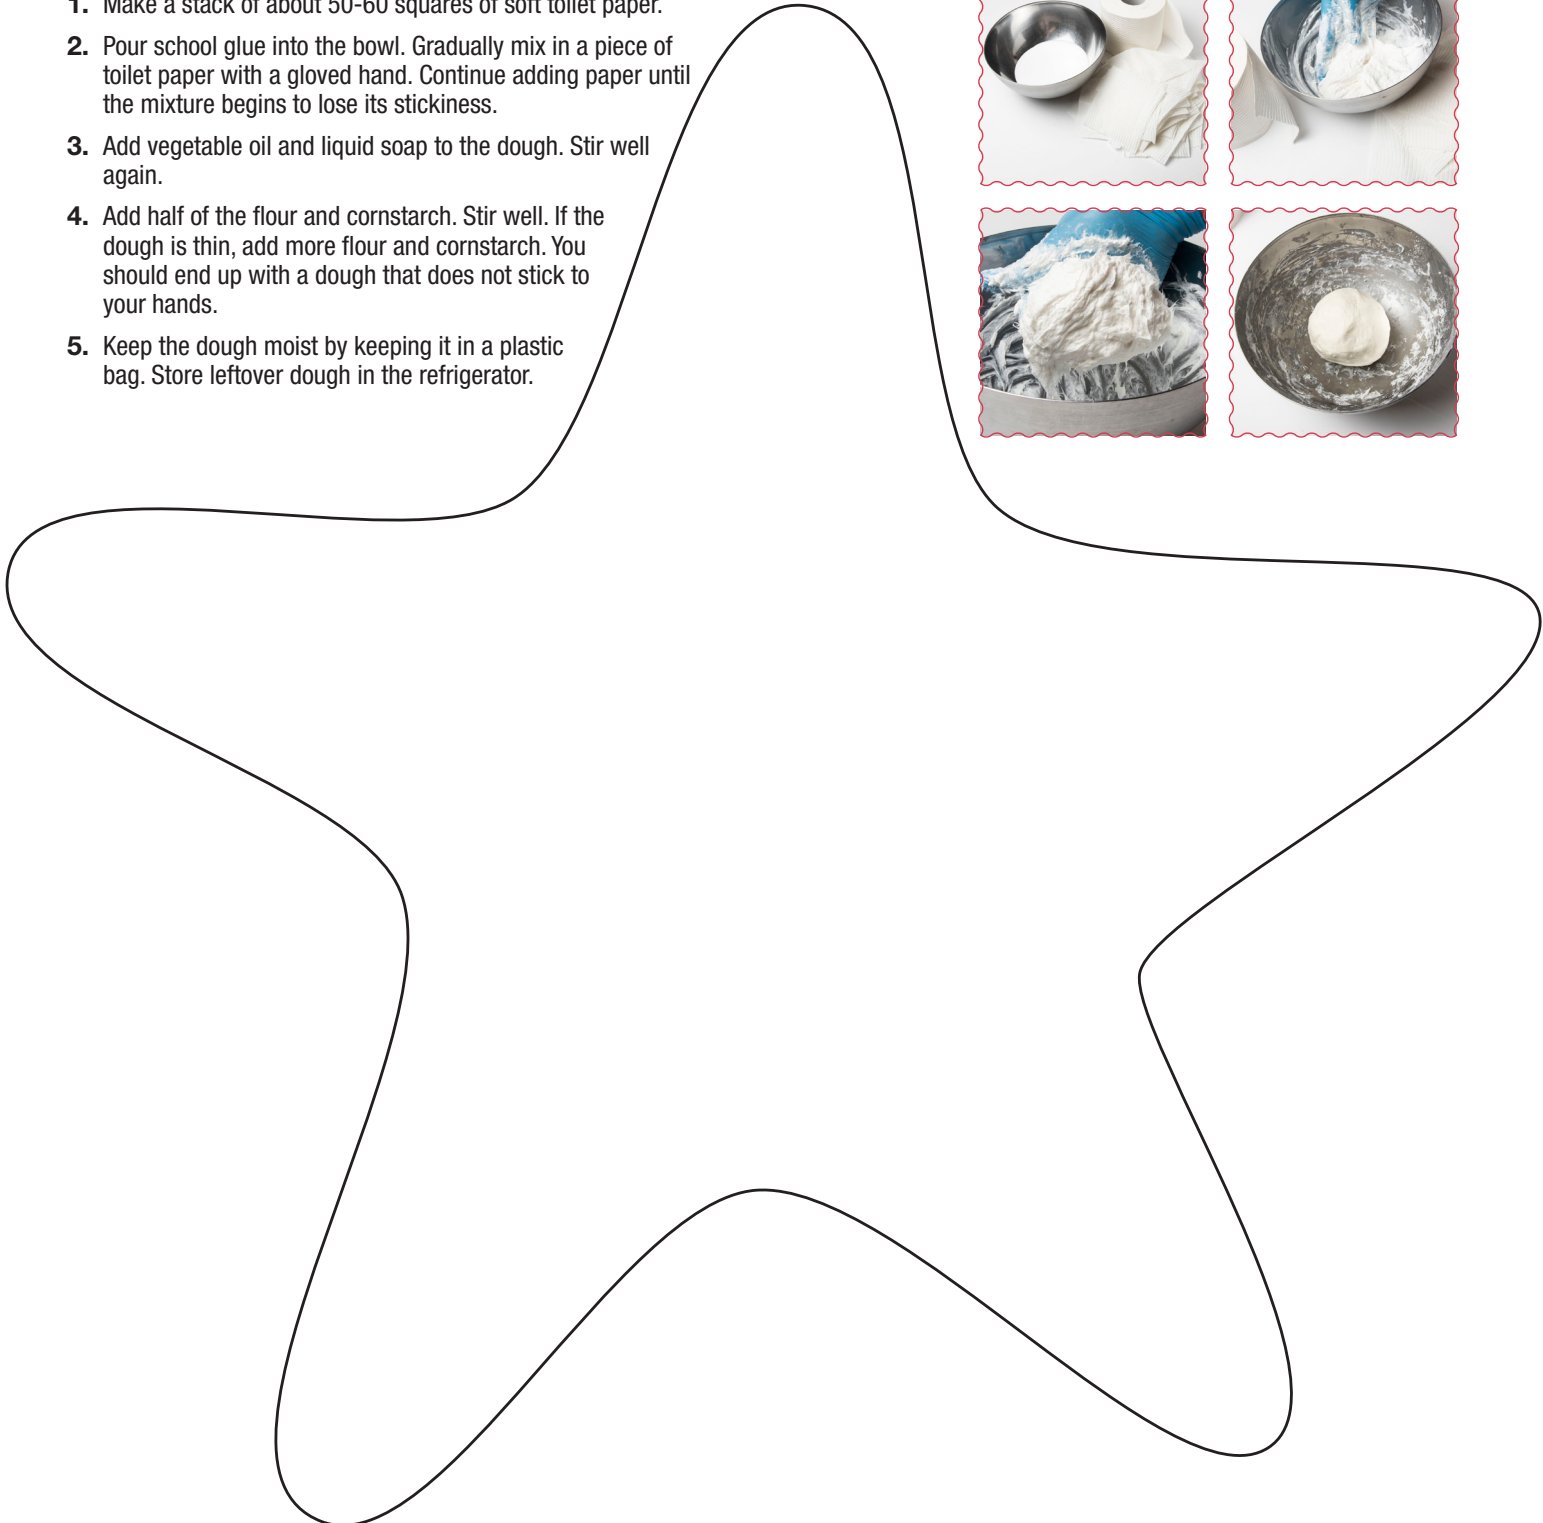 1. Make a stack of about 50-60 squares of soft toilet paper.
2. Pour school glue into the bowl. Gradually mix in a piece of
toilet paper with a gloved hand. Continue adding paper until
the mixture begins to lose its stickiness.
3. Add vegetable oil and liquid soap to the dough. Stir well
again.
4. Add half of the flour and cornstarch. Stir well. If the
dough is thin, add more flour and cornstarch. You
should end up with a dough that does not stick to
your hands.
5. Keep the dough moist by keeping it in a plastic
bag. Store leftover dough in the refrigerator.